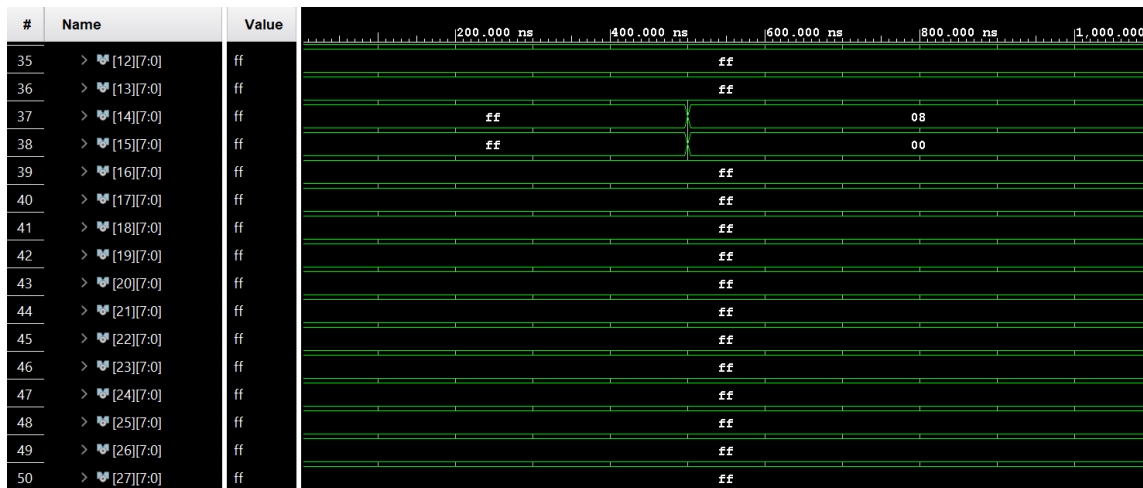 # Name Value 200.000 ns 400.000 ns 600.000 ns 800.000 ns 1,000.000
35 > [12][7:0] ff ff
36 > [13][7:0] ff ff
37 > [14][7:0] ff ff 08
38 > [15][7:0] ff ff 00
39 > [16][7:0] ff ff
40 > [17][7:0] ff ff
41 > [18][7:0] ff ff
42 > [19][7:0] ff ff
43 > [20][7:0] ff ff
44 > [21][7:0] ff ff
45 > [22][7:0] ff ff
46 > [23][7:0] ff ff
47 > [24][7:0] ff ff
48 > [25][7:0] ff ff
49 > [26][7:0] ff ff
50 > [27][7:0] ff ff